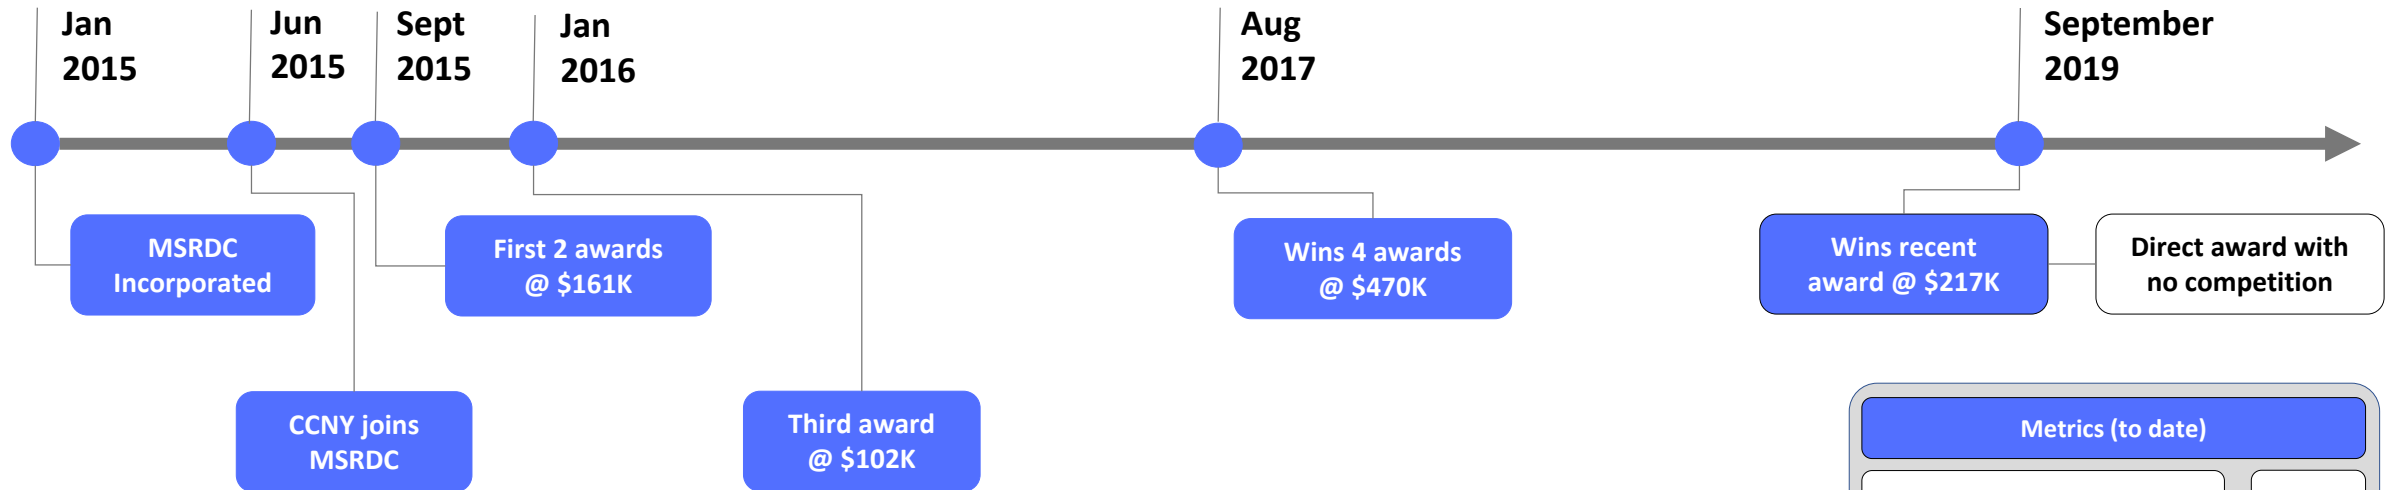 Jan
2015
Jun
2015
Sept
2015
Jan
2016
Aug
2017
September
2019
MSRDC
Incorporated
First 2 awards
@ $161K
Wins 4 awards
@ $470K
Wins recent
award @ $217K
Direct award with
no competition
CCNY joins
MSRDC
Third award
@ $102K
Metrics (to date)